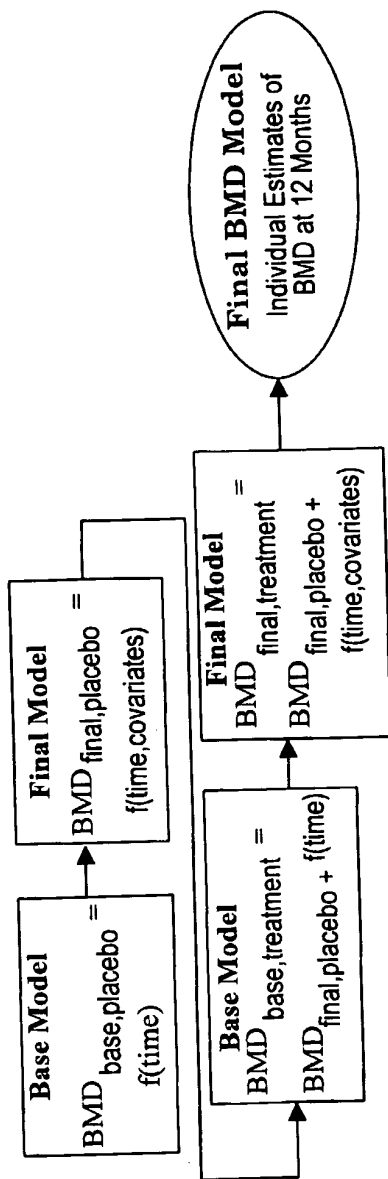 Base Model
BMD base,placebo =
f(time)
Final Model
BMD final,placebo =
f(time,covariates)
Base Model
BMD base,treatment =
BMD final,placebo + f(time)
Final Model
BMD final,treatment =
BMD final,placebo +
f(time,covariates)
Final BMD Model
Individual Estimates of
BMD at 12 Months